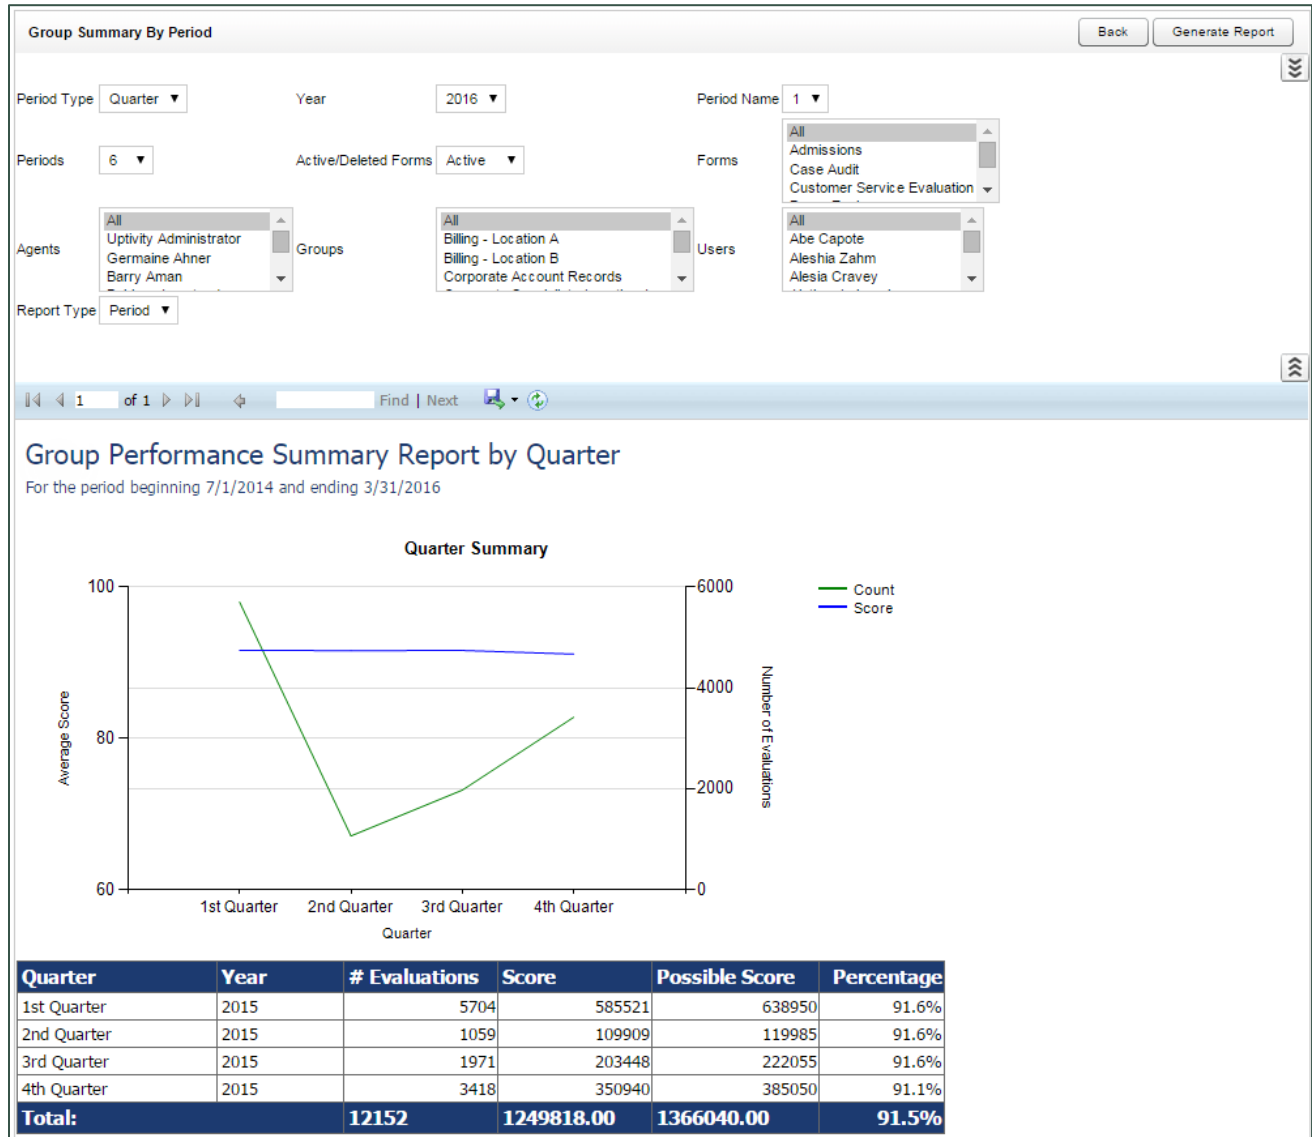 Group Summary By Period Back Generate Report
Period Type Quarter Year 2016 Period Name 1
Periods 6 Active/Deleted Forms Active Forms
All
Admissions
Case Audit
Customer Service Evaluation
Agents
All
Uptivity Administrator
Germaine Ahner
Barry Aman
Groups
All
Billing - Location A
Billing - Location B
Corporate Account Records
Users
All
Abe Capote
Aleshia Zahm
Alesia Cravey
Report Type Period
1 of 1 Find | Next
Group Performance Summary Report by Quarter
For the period beginning 7/1/2014 and ending 3/31/2016
Quarter Summary
100
80
60
Average Score
6000
4000
2000
0
Number of Evaluations
Count
Score
1st Quarter 2nd Quarter 3rd Quarter 4th Quarter
Quarter
Quarter Year # Evaluations Score Possible Score Percentage
1st Quarter 2015 5704 585521 638950 91.6%
2nd Quarter 2015 1059 109909 119985 91.6%
3rd Quarter 2015 1971 203448 222055 91.6%
4th Quarter 2015 3418 350940 385050 91.1%
Total: 12152 1249818.00 1366040.00 91.5%